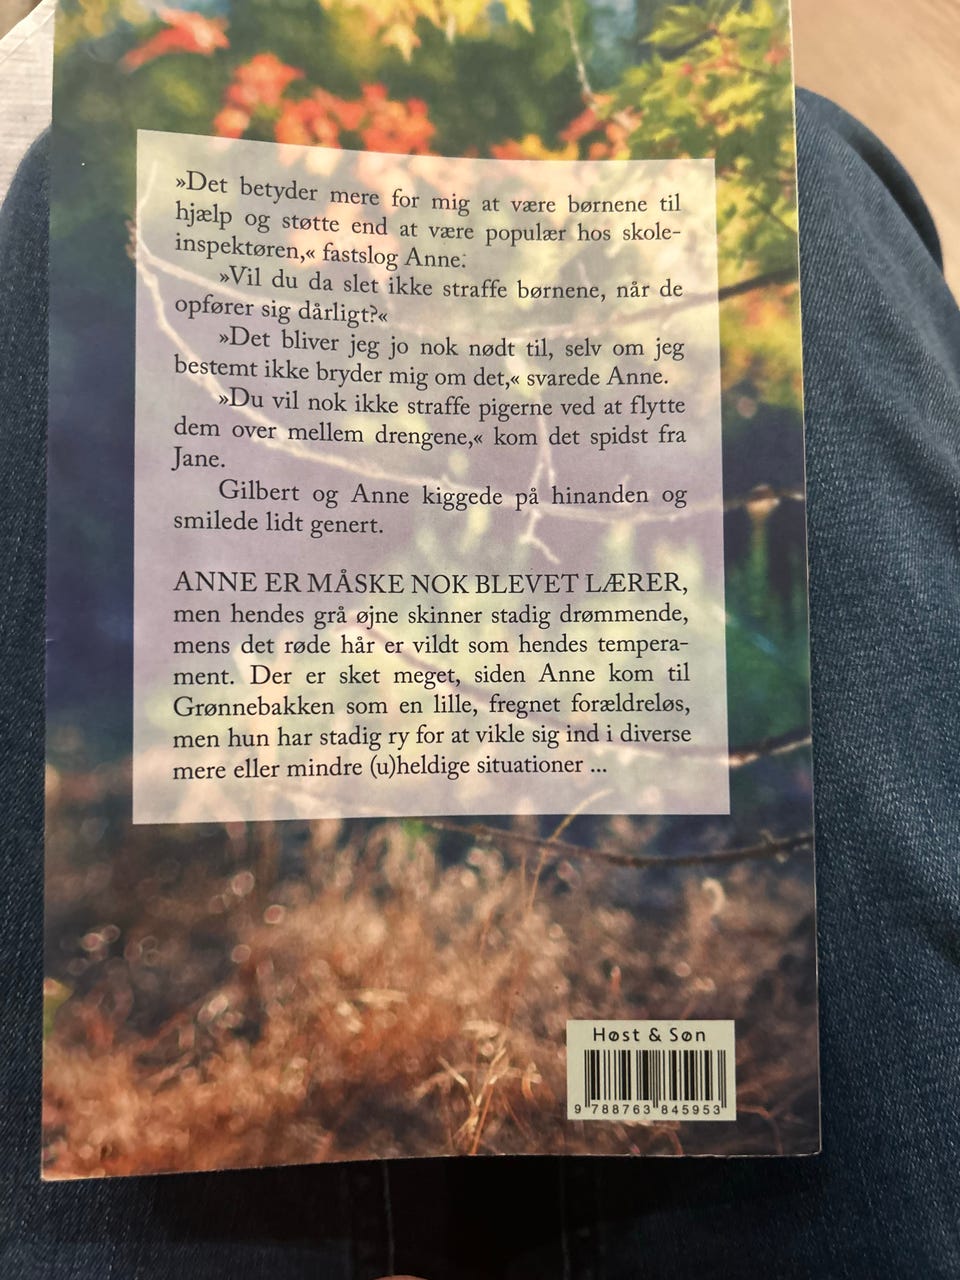 »Det betyder mere for mig at være børnene til
hjælp og støtte end at være populær hos skole-
inspektøren,« fastslog Anne.
»Vil du da slet ikke straffe børnene, når de
opfører sig dårligt?«
»Det bliver jeg jo nok nødt til, selv om jeg
bestemt ikke bryder mig om det,« svarede Anne.
»Du vil nok ikke straffe pigerne ved at flytte
dem over mellem drengene,« kom det spidst fra
Jane.
Gilbert og Anne kiggede på hinanden og
smilede lidt genert.
ANNE ER MÅSKE NOK BLEVET LÆRER,
men hendes grå øjne skinner stadig drømmende,
mens det røde hår er vildt som hendes tempera-
ment. Der er sket meget, siden Anne kom til
Grønnebakken som en lille, fregnet forældreløs,
men hun har stadig ry for at vikle sig ind i diverse
mere eller mindre (u)heldige situationer ...
Høst & Søn
9 788763 845953